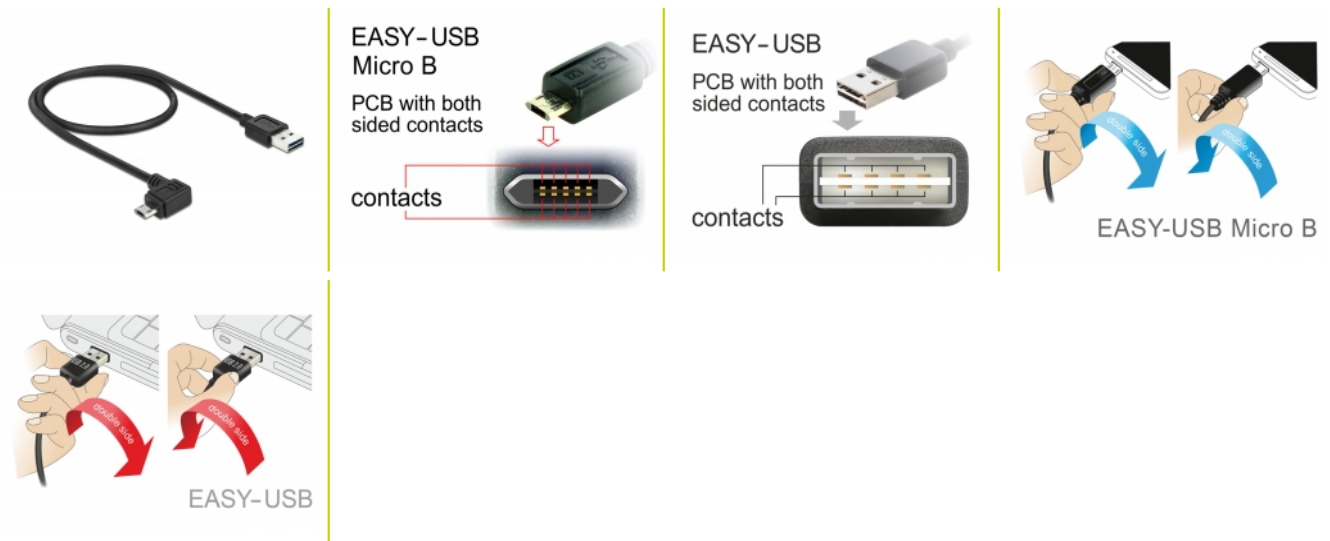 EASY-USB
Micro B
PCB with both
sided contacts
contacts
EASY-USB
PCB with both
sided contacts
contacts
double side
double side
EASY-USB Micro B
double side
double side
EASY-USB